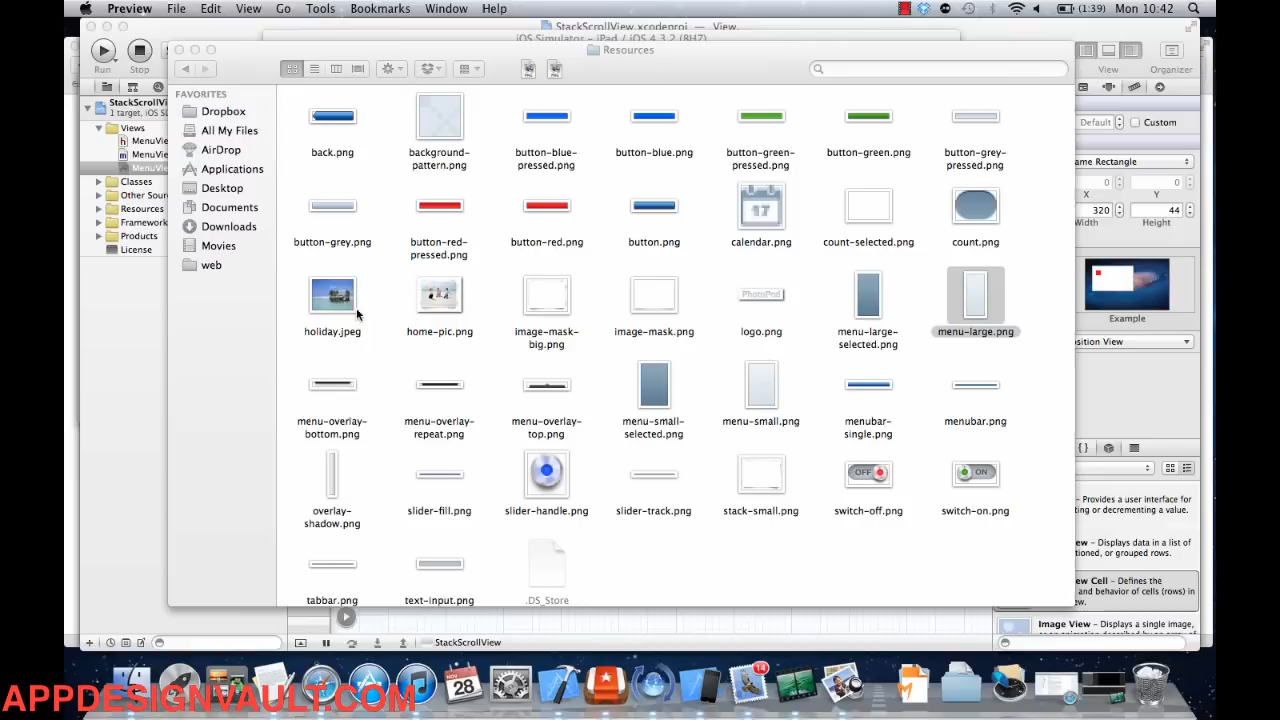 Preview File Edit View Go Tools Bookmarks Window Help (1:39) Mon 10:42
StackScrollView.xcodeproj — View.
iOS Simulator - iPad / iOS 4.3.2 (8H7)
Resources
Run Stop View Organizer
FAVORITES
Dropbox
All My Files
AirDrop
Applications
Desktop
Documents
Downloads
Movies
web
StackScrollVi
1 target, iOS SD
Views
MenuVie
MenuVie
MenuVie
Classes
Other Sour
Resources
Framework
Products
License
back.png
background-
pattern.png
button-blue-
pressed.png
button-blue.png
button-green-
pressed.png
button-green.png
button-grey-
pressed.png
button-grey.png
button-red-
pressed.png
button-red.png
button.png
17
calendar.png
count-selected.png
count.png
holiday.jpeg
home-pic.png
image-mask-
big.png
image-mask.png
PhotoPad
logo.png
menu-large-
selected.png
menu-large.png
menu-overlay-
bottom.png
menu-overlay-
repeat.png
menu-overlay-
top.png
menu-small-
selected.png
menu-small.png
menubar-
single.png
menubar.png
overlay-
shadow.png
slider-fill.png
slider-handle.png
slider-track.png
stack-small.png
OFF
switch-off.png
ON
switch-on.png
tabbar.png
text-input.png
.DS_Store
Default Custom
ame Rectangle
0 0
X Y
320 44
Width Height
Example
osition View
{ }
- Provides a user interface for
or decrementing a value.
ew - Displays data in a list of
tioned, or grouped rows.
ew Cell - Defines the
and behavior of cells (rows) in
ew.
Image View - Displays a single image,
StackScrollView
NOV
28
14
APPDESIGNVAULT.COM